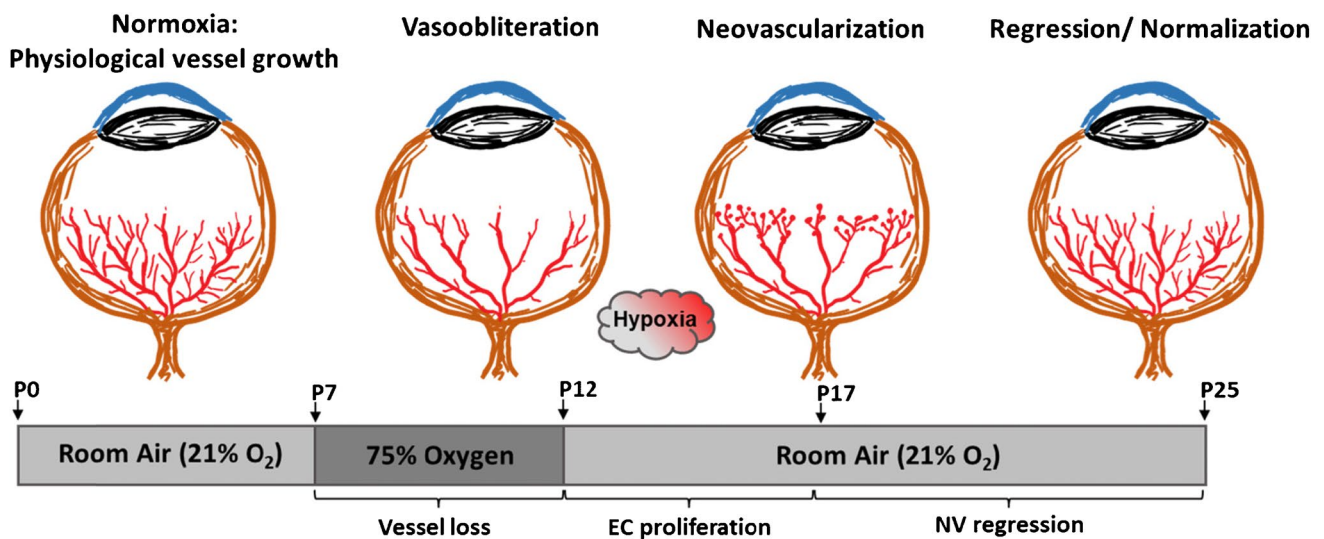 Normoxia:
Physiological vessel growth
Vasoobliteration
Neovascularization
Regression/ Normalization
Hypoxia
P0
P7
P12
P17
P25
Room Air (21% O₂)
75% Oxygen
Room Air (21% O₂)
Vessel loss
EC proliferation
NV regression